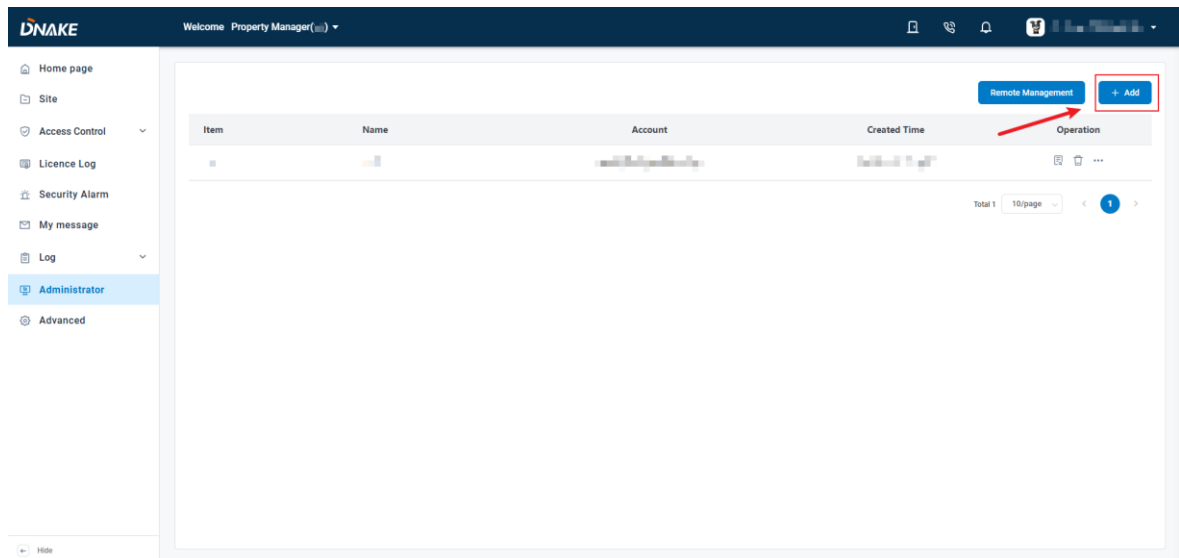 DNAKE
Welcome Property Manager( ) 
Home page
Site
Access Control
Licence Log
Security Alarm
My message
Log
Administrator
Advanced
Hide
Remote Management
+ Add
Item Name Account Created Time Operation
Total 1 10/page < 1 >